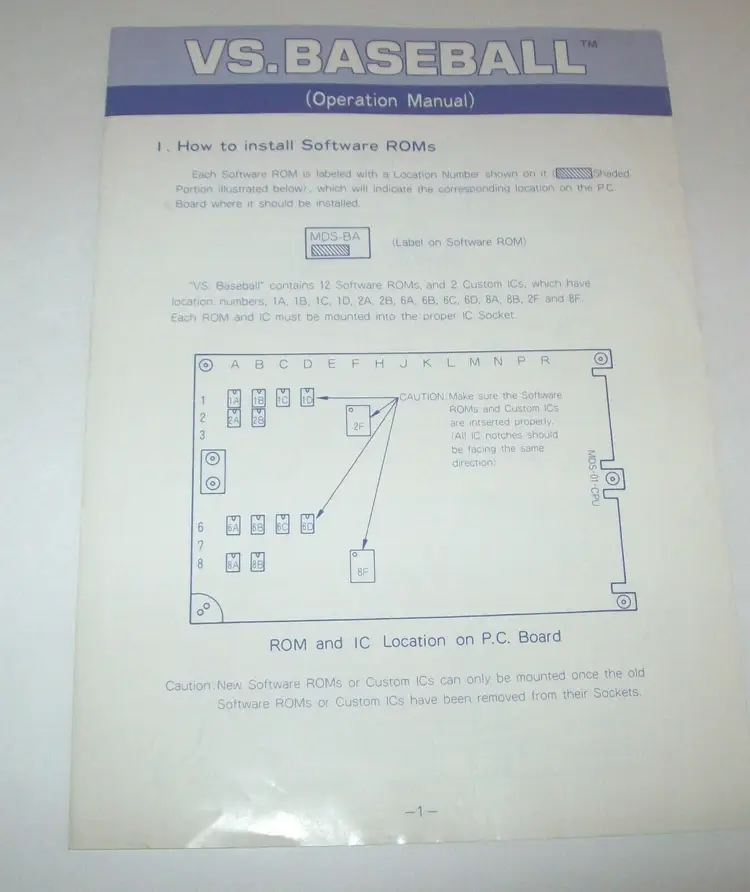 VS. BASEBALL™
(Operation Manual)
1. How to install Software ROMs
Each Software ROM is labeled with a Location Number shown on it ( Shaded
Portion illustrated below), which will indicate the corresponding location on the P.C.
Board where it should be installed.
MDS-BA
(Label on Software ROM)
"VS. Baseball" contains 12 Software ROMs, and 2 Custom ICs, which have
location numbers, 1A, 1B, 1C, 1D, 2A, 2B, 6A, 6B, 6C, 6D, 8A, 8B, 2F and 8F.
Each ROM and IC must be mounted into the proper IC Socket.
A B C D E F H J K L M N P R
1 1A 1B 1C 1D
CAUTION: Make sure the Software
2 2A 2B 2F
ROMs and Custom ICs
are intserted properly.
3
(All IC notches should
be facing the same
direction)
MDS-01-CPU
6 6A 6B 6C 6D
7
8 8A 8B 8F
ROM and IC Location on P.C. Board
Caution: New Software ROMs or Custom ICs can only be mounted once the old
Software ROMs or Custom ICs have been removed from their Sockets.
—1—